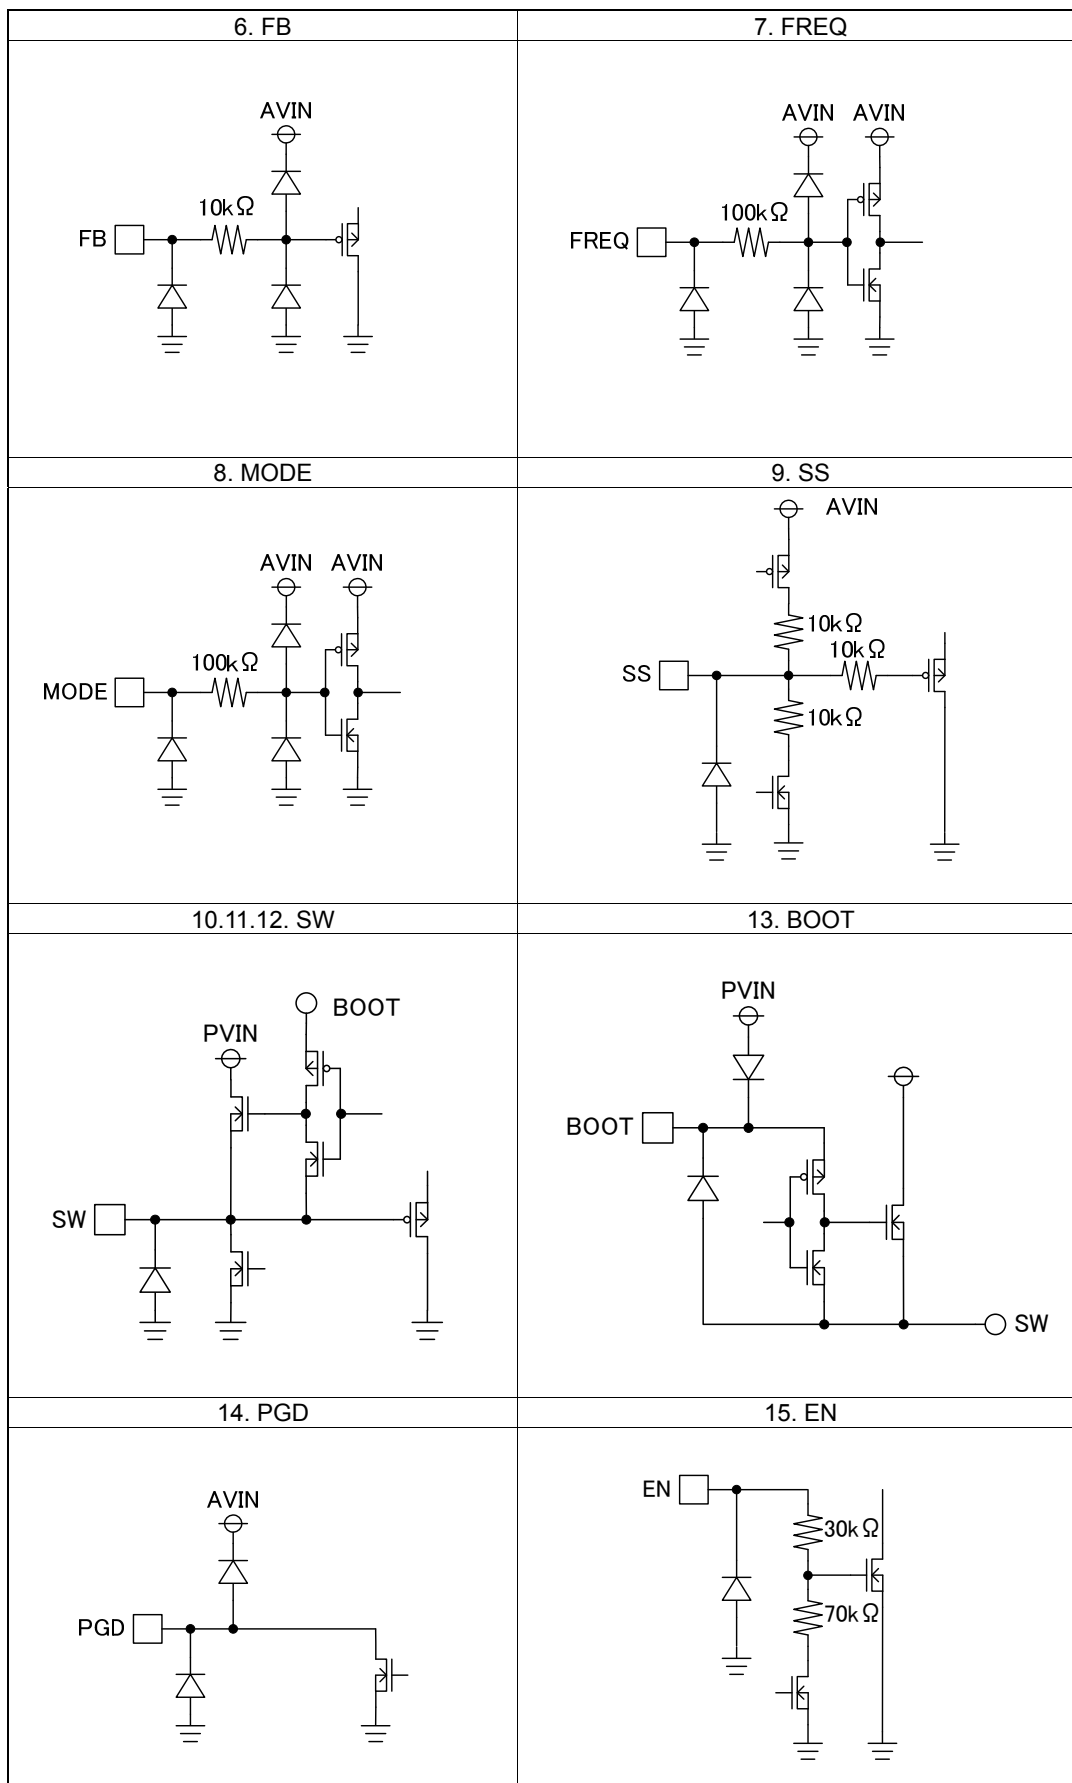 6. FB
7. FREQ
AVIN
10kΩ
FB
AVIN AVIN
100kΩ
FREQ
8. MODE
9. SS
AVIN AVIN
100kΩ
MODE
AVIN
10kΩ
10kΩ
SS
10kΩ
10.11.12. SW
13. BOOT
BOOT
PVIN
SW
PVIN
BOOT
SW
14. PGD
15. EN
AVIN
PGD
EN
30kΩ
70kΩ